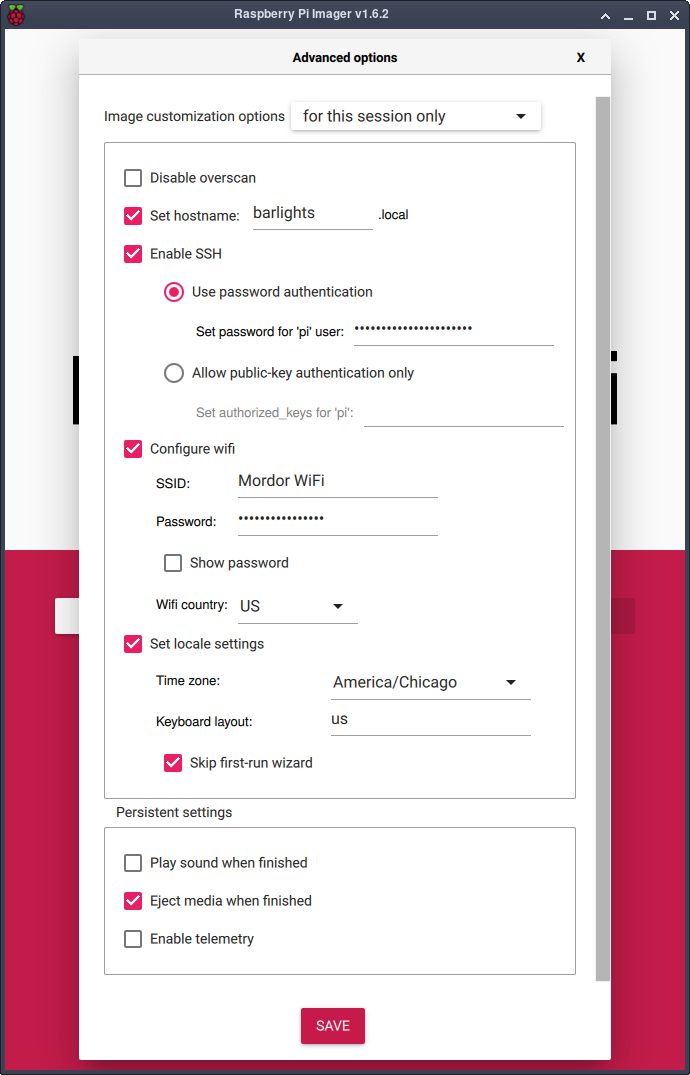 Raspberry Pi Imager v1.6.2
Advanced options X
Image customization options for this session only
Disable overscan
Set hostname: barlights .local
Enable SSH
Use password authentication
Set password for 'pi' user: ••••••••••••••••••••••
Allow public-key authentication only
Set authorized_keys for 'pi':
Configure wifi
SSID: Mordor WiFi
Password: ••••••••••••••••
Show password
Wifi country: US
Set locale settings
Time zone: America/Chicago
Keyboard layout: us
Skip first-run wizard
Persistent settings
Play sound when finished
Eject media when finished
Enable telemetry
SAVE